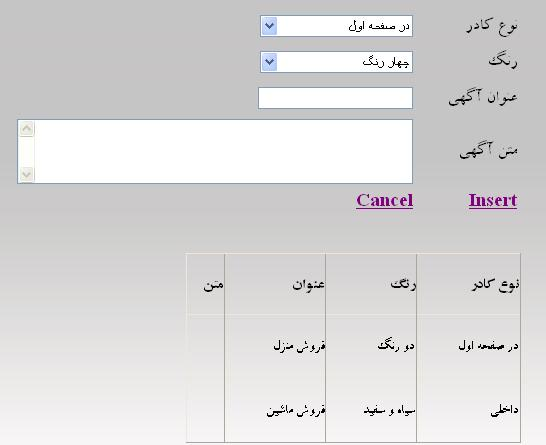 نوع کادر در صفحه اول
رنگ چهار رنگ
عنوان آگهی
متن آگهی
Insert Cancel
نوع کادر رنگ عنوان متن
در صفحه اول دو رنگ فروش منزل
داخلی سیاه و سفید فروش ماشین